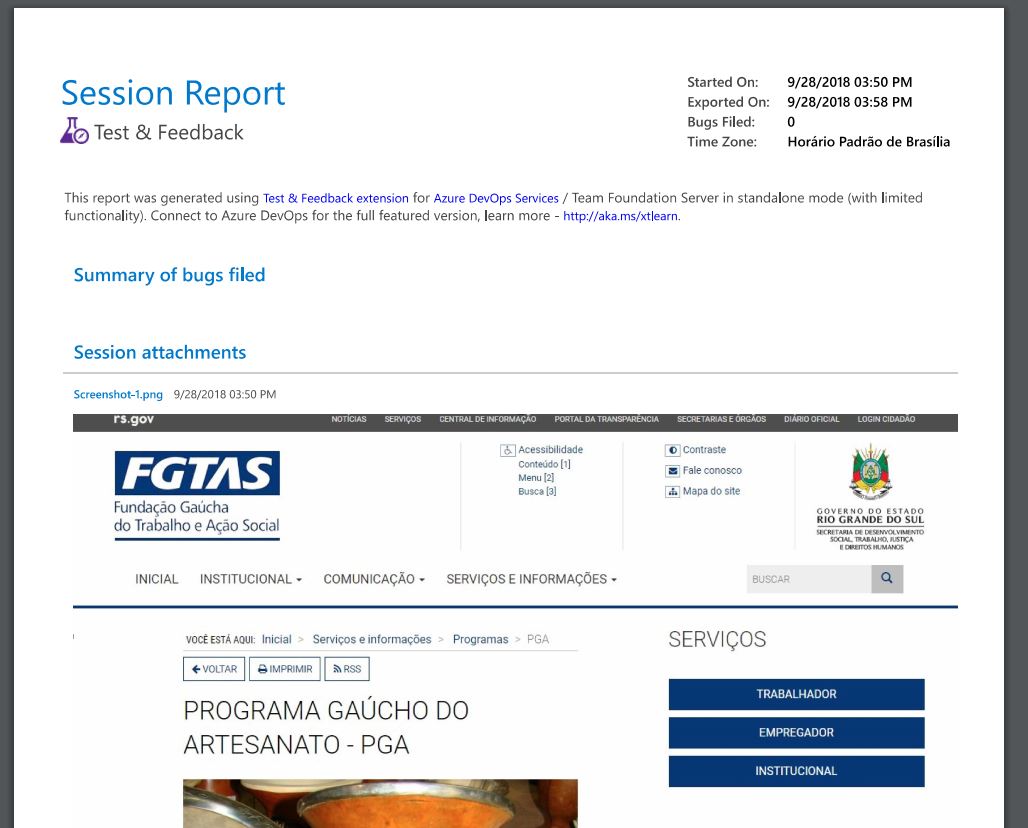 Session Report
Test & Feedback
Started On: 9/28/2018 03:50 PM
Exported On: 9/28/2018 03:58 PM
Bugs Filed: 0
Time Zone: Horário Padrão de Brasília
This report was generated using Test & Feedback extension for Azure DevOps Services / Team Foundation Server in standalone mode (with limited
functionality). Connect to Azure DevOps for the full featured version, learn more - http://aka.ms/xtlearn.
Summary of bugs filed
Session attachments
Screenshot-1.png 9/28/2018 03:50 PM
rs.gov NOTÍCIAS SERVIÇOS CENTRAL DE INFORMAÇÃO PORTAL DA TRANSPARÊNCIA SECRETARIAS E ÓRGÃOS DIÁRIO OFICIAL LOGIN CIDADÃO
FGTAS
Fundação Gaúcha
do Trabalho e Ação Social
Acessibilidade
Conteúdo [1]
Menu [2]
Busca [3]
Contraste
Fale conosco
Mapa do site
GOVERNO DO ESTADO
RIO GRANDE DO SUL
SECRETARIA DE DESENVOLVIMENTO
SOCIAL, TRABALHO, JUSTIÇA
E DIREITOS HUMANOS
INICIAL INSTITUCIONAL COMUNICAÇÃO SERVIÇOS E INFORMAÇÕES BUSCAR
VOCÊ ESTÁ AQUI: Inicial > Serviços e informações > Programas > PGA
VOLTAR IMPRIMIR RSS
PROGRAMA GAÚCHO DO
ARTESANATO - PGA
SERVIÇOS
TRABALHADOR
EMPREGADOR
INSTITUCIONAL